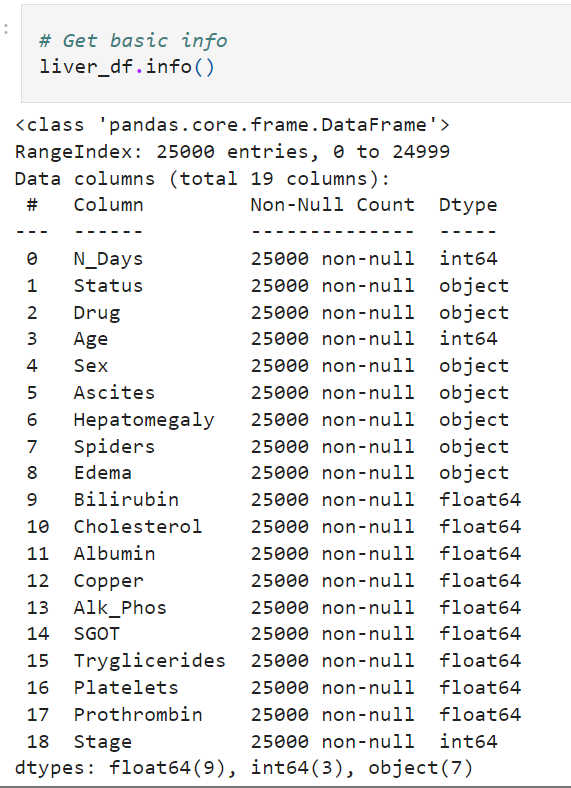 :
# Get basic info
liver_df.info()
<class 'pandas.core.frame.DataFrame'>
RangeIndex: 25000 entries, 0 to 24999
Data columns (total 19 columns):
 #   Column         Non-Null Count  Dtype
---  ------         --------------  -----
 0   N_Days         25000 non-null  int64
 1   Status         25000 non-null  object
 2   Drug           25000 non-null  object
 3   Age            25000 non-null  int64
 4   Sex            25000 non-null  object
 5   Ascites        25000 non-null  object
 6   Hepatomegaly   25000 non-null  object
 7   Spiders        25000 non-null  object
 8   Edema          25000 non-null  object
 9   Bilirubin      25000 non-null  float64
 10  Cholesterol    25000 non-null  float64
 11  Albumin        25000 non-null  float64
 12  Copper         25000 non-null  float64
 13  Alk_Phos       25000 non-null  float64
 14  SGOT           25000 non-null  float64
 15  Tryglicerides  25000 non-null  float64
 16  Platelets      25000 non-null  float64
 17  Prothrombin    25000 non-null  float64
 18  Stage          25000 non-null  int64
dtypes: float64(9), int64(3), object(7)